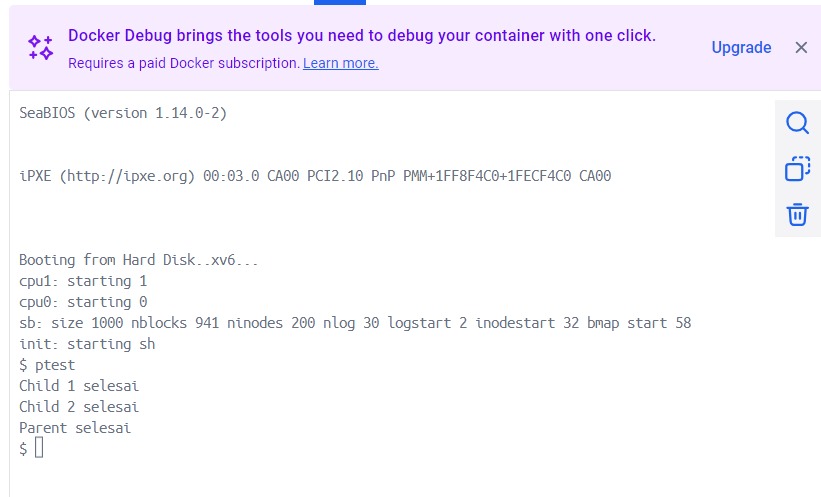 Docker Debug brings the tools you need to debug your container with one click.
Requires a paid Docker subscription. Learn more.
Upgrade
SeaBIOS (version 1.14.0-2)
iPXE (http://ipxe.org) 00:03.0 CA00 PCI2.10 PnP PMM+1FF8F4C0+1FECF4C0 CA00
Booting from Hard Disk..xv6...
cpu1: starting 1
cpu0: starting 0
sb: size 1000 nblocks 941 ninodes 200 nlog 30 logstart 2 inodestart 32 bmap start 58
init: starting sh
$ ptest
Child 1 selesai
Child 2 selesai
Parent selesai
$